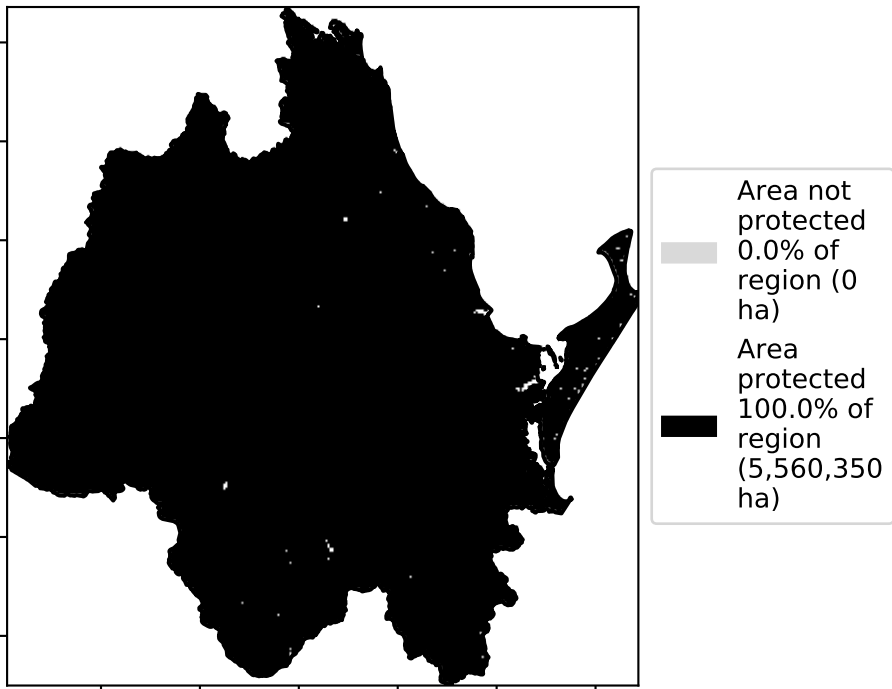 Area not
protected
0.0% of
region (0
ha)
Area
protected
100.0% of
region
(5,560,350
ha)